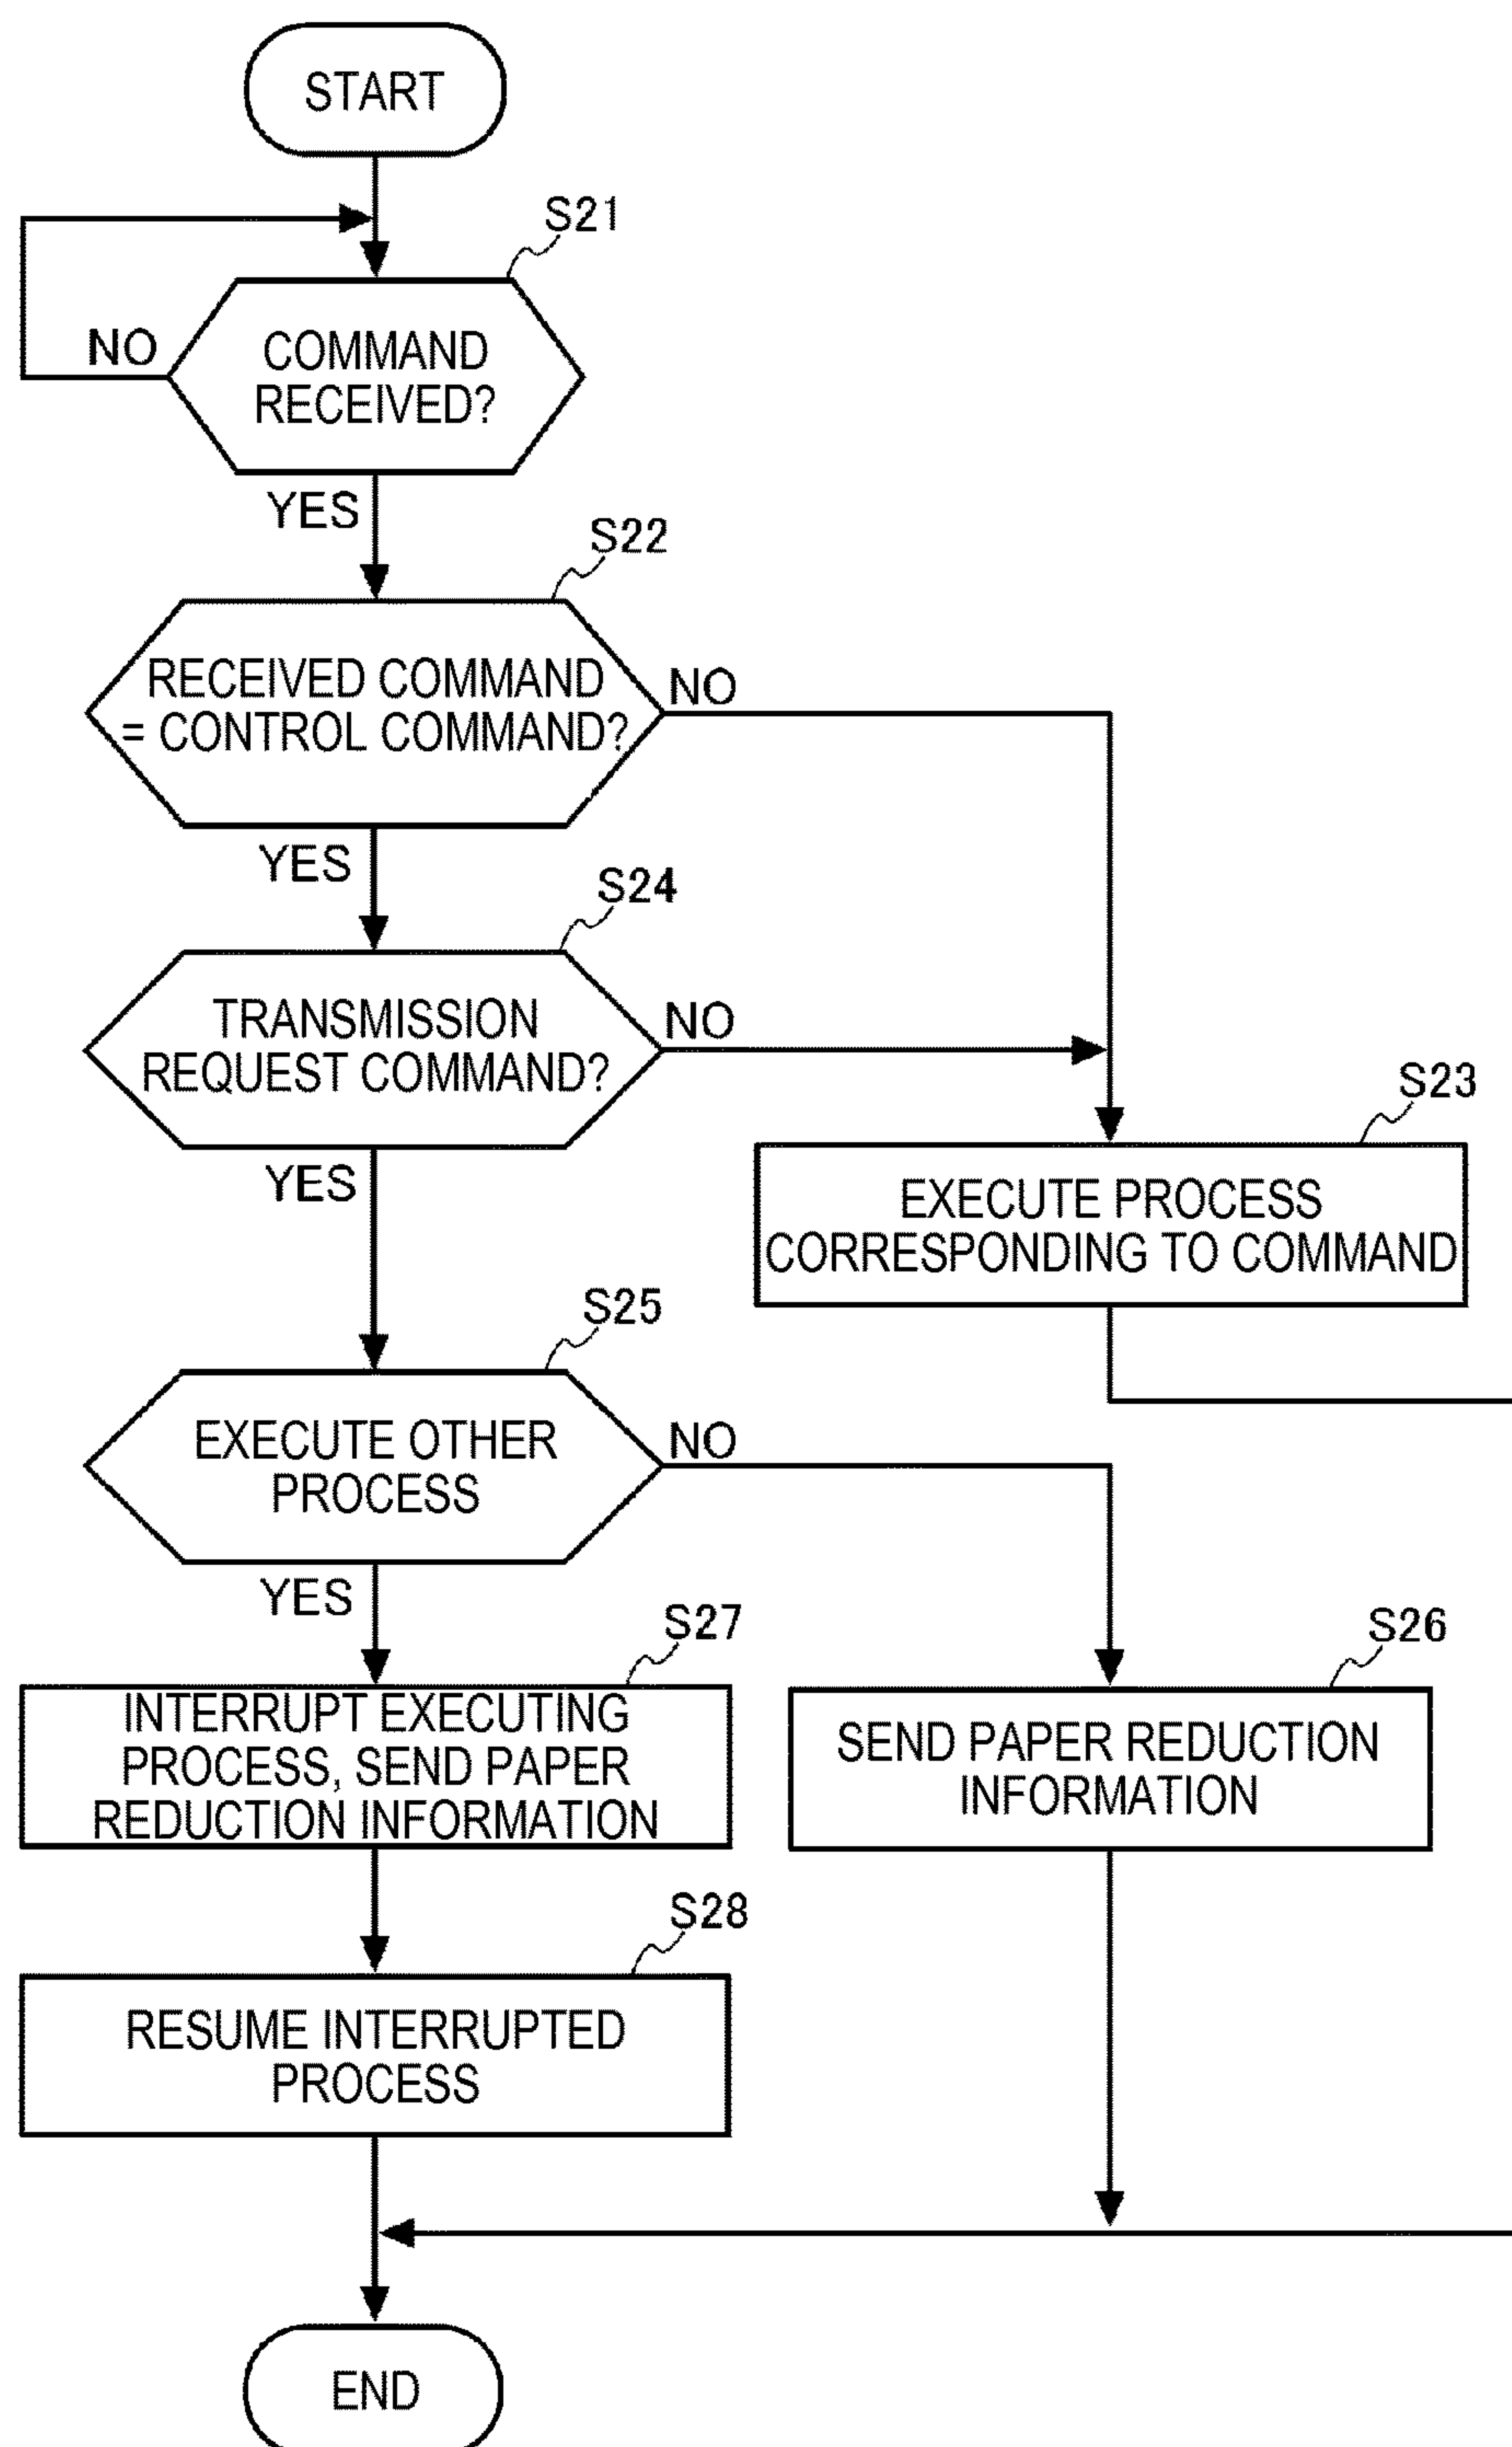 START
S21
NO
COMMAND
RECEIVED?
YES
S22
RECEIVED COMMAND
= CONTROL COMMAND?
NO
YES
S24
TRANSMISSION
REQUEST COMMAND?
NO
YES
S23
EXECUTE PROCESS
CORRESPONDING TO COMMAND
S25
EXECUTE OTHER
PROCESS
NO
YES
S27
INTERRUPT EXECUTING
PROCESS, SEND PAPER
REDUCTION INFORMATION
S26
SEND PAPER REDUCTION
INFORMATION
S28
RESUME INTERRUPTED
PROCESS
END